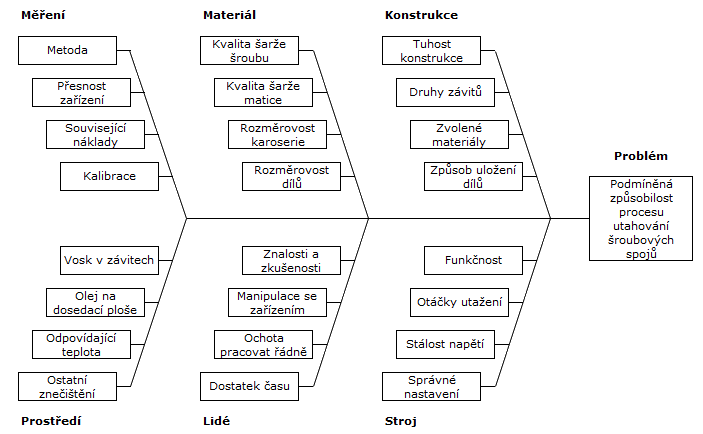 Měření
Metoda
Přesnost
zařízení
Související
náklady
Kalibrace
Materiál
Kvalita šarže
šroubu
Kvalita šarže
matice
Rozměrovost
karoserie
Rozměrovost
dílů
Konstrukce
Tuhost
konstrukce
Druhy závitů
Zvolené
materiály
Způsob uložení
dílů
Problém
Podmíněná
způsobilost
procesu
utahování
šroubových
spojů
Vosk v závitech
Olej na
dosedací ploše
Odpovídající
teplota
Ostatní
znečištění
Prostředí
Znalosti a
zkušenosti
Manipulace se
zařízením
Ochota
pracovat řádně
Dostatek času
Lidé
Funkčnost
Otáčky utažení
Stálost napětí
Správné
nastavení
Stroj